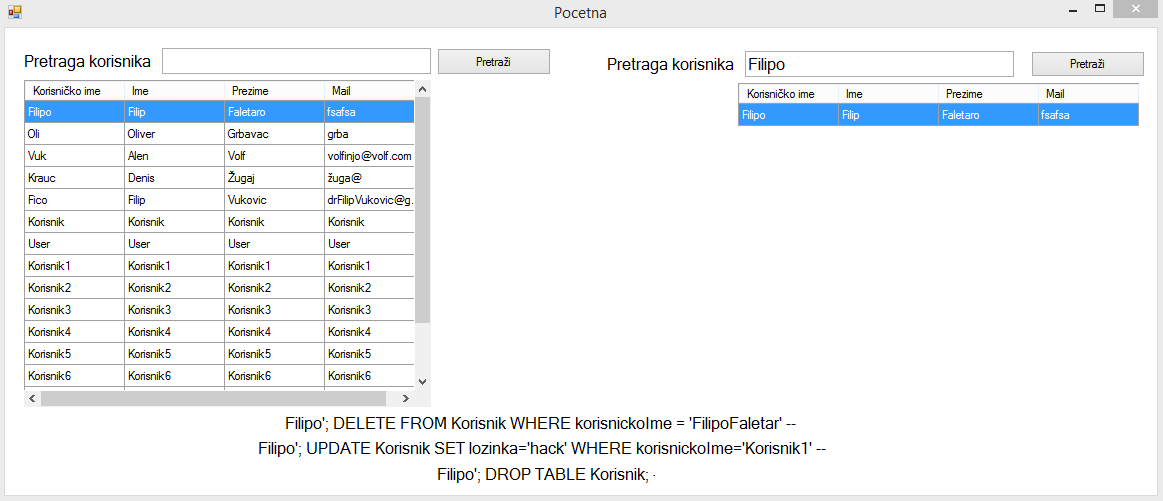 Pocetna
Pretraga korisnika Pretraži
Korisničko ime Ime Prezime Mail
Filipo Filip Faletaro fsafsa
Oli Oliver Grbavac grba
Vuk Alen Volf volfinjo@volf.com
Krauc Denis Žugaj žuga@
Fico Filip Vukovic drFilipVukovic@g.
Korisnik Korisnik Korisnik Korisnik
User User User User
Korisnik1 Korisnik1 Korisnik1 Korisnik1
Korisnik2 Korisnik2 Korisnik2 Korisnik2
Korisnik3 Korisnik3 Korisnik3 Korisnik3
Korisnik4 Korisnik4 Korisnik4 Korisnik4
Korisnik5 Korisnik5 Korisnik5 Korisnik5
Korisnik6 Korisnik6 Korisnik6 Korisnik6
Pretraga korisnika Filipo Pretraži
Korisničko ime Ime Prezime Mail
Filipo Filip Faletaro fsafsa
Filipo'; DELETE FROM Korisnik WHERE korisnickoIme = 'FilipoFaletar' --
Filipo'; UPDATE Korisnik SET lozinka='hack' WHERE korisnickoIme='Korisnik1' --
Filipo'; DROP TABLE Korisnik; -